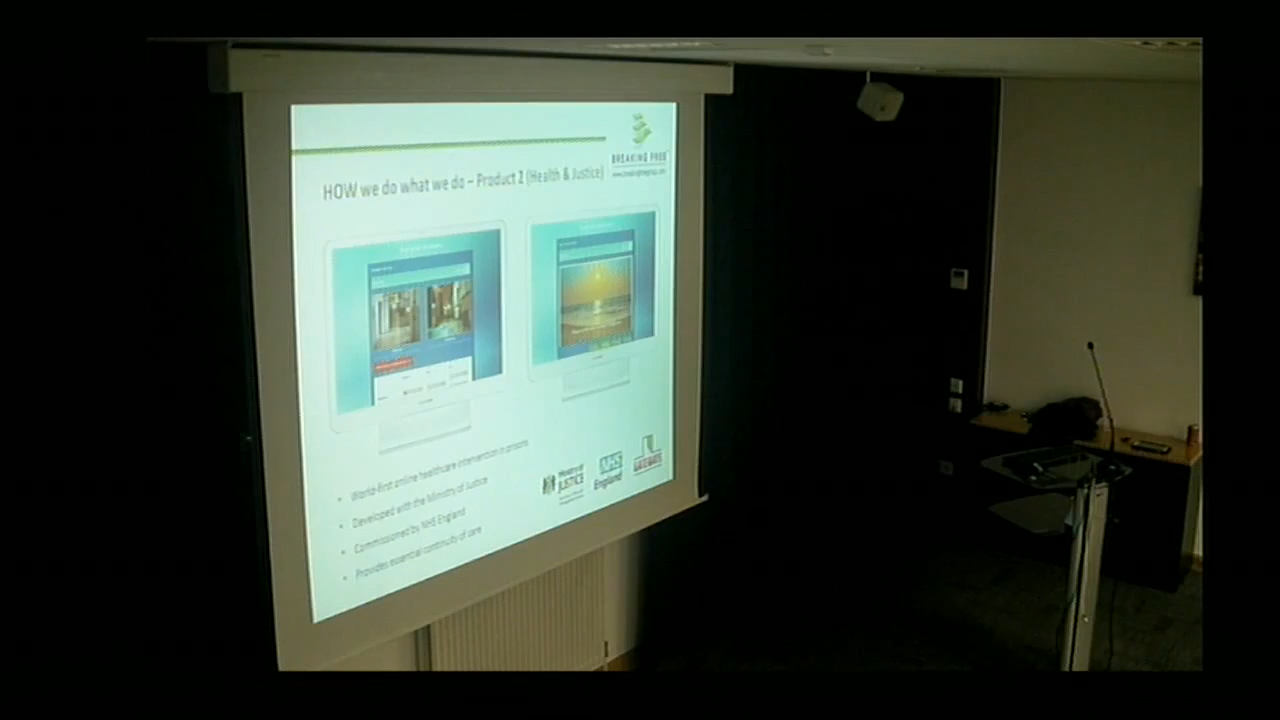 BREAKING FREE
HOW we do what we do – Product 2 (Health & Justice)
• World-first online healthcare intervention in prisons
• Developed with the Ministry of Justice
• Commissioned by NHS England
• Provides essential continuity of care
Ministry of
JUSTICE
NHS
England